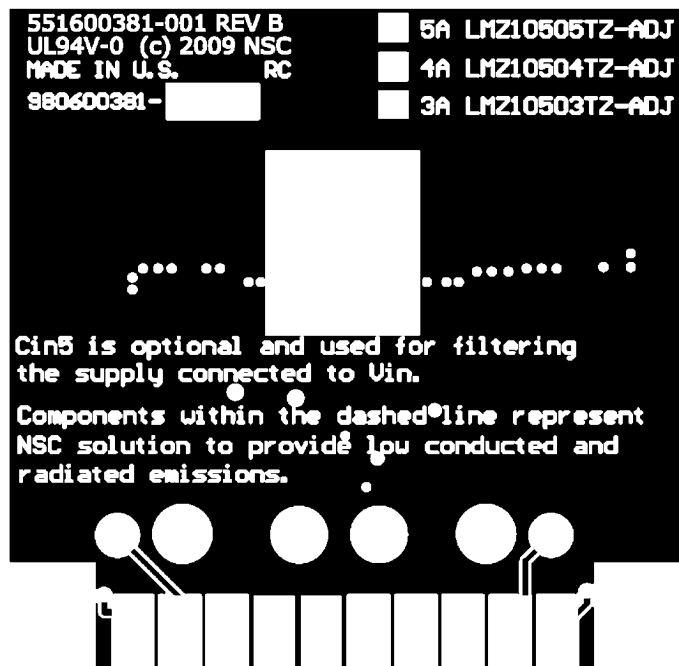 551600381-001 REV B
UL94V-0 (c) 2009 NSC
MADE IN U.S. RC
980600381-
5A LMZ10505TZ-ADJ
4A LMZ10504TZ-ADJ
3A LMZ10503TZ-ADJ
Cin5 is optional and used for filtering
the supply connected to Vin.
Components within the dashed line represent
NSC solution to provide low conducted and
radiated emissions.